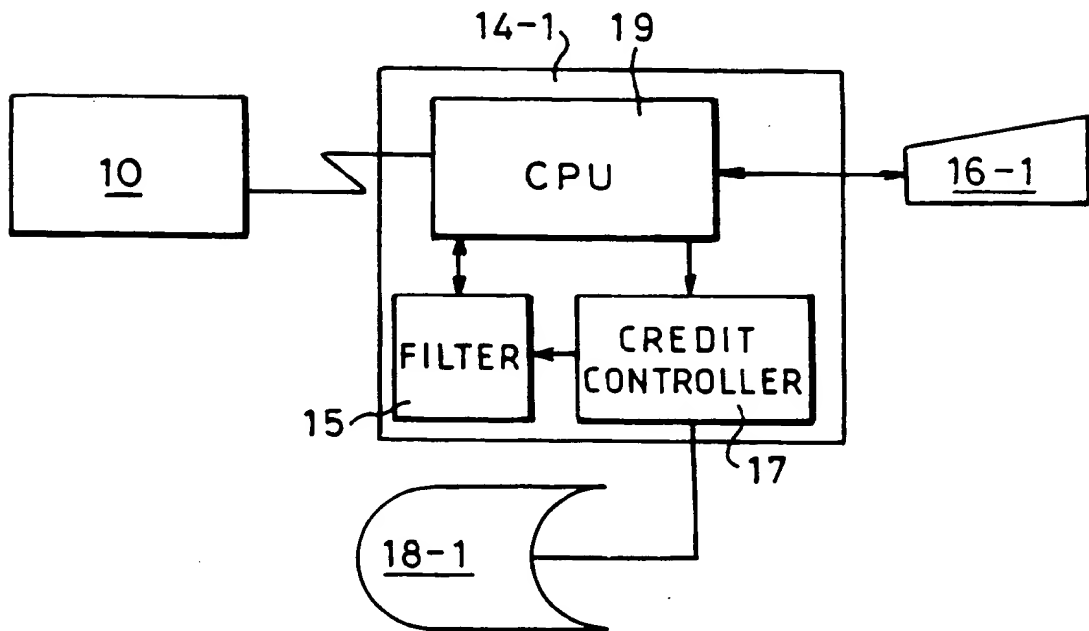 14-1
19
10
CPU
16-1
FILTER
CREDIT
CONTROLLER
15
17
18-1